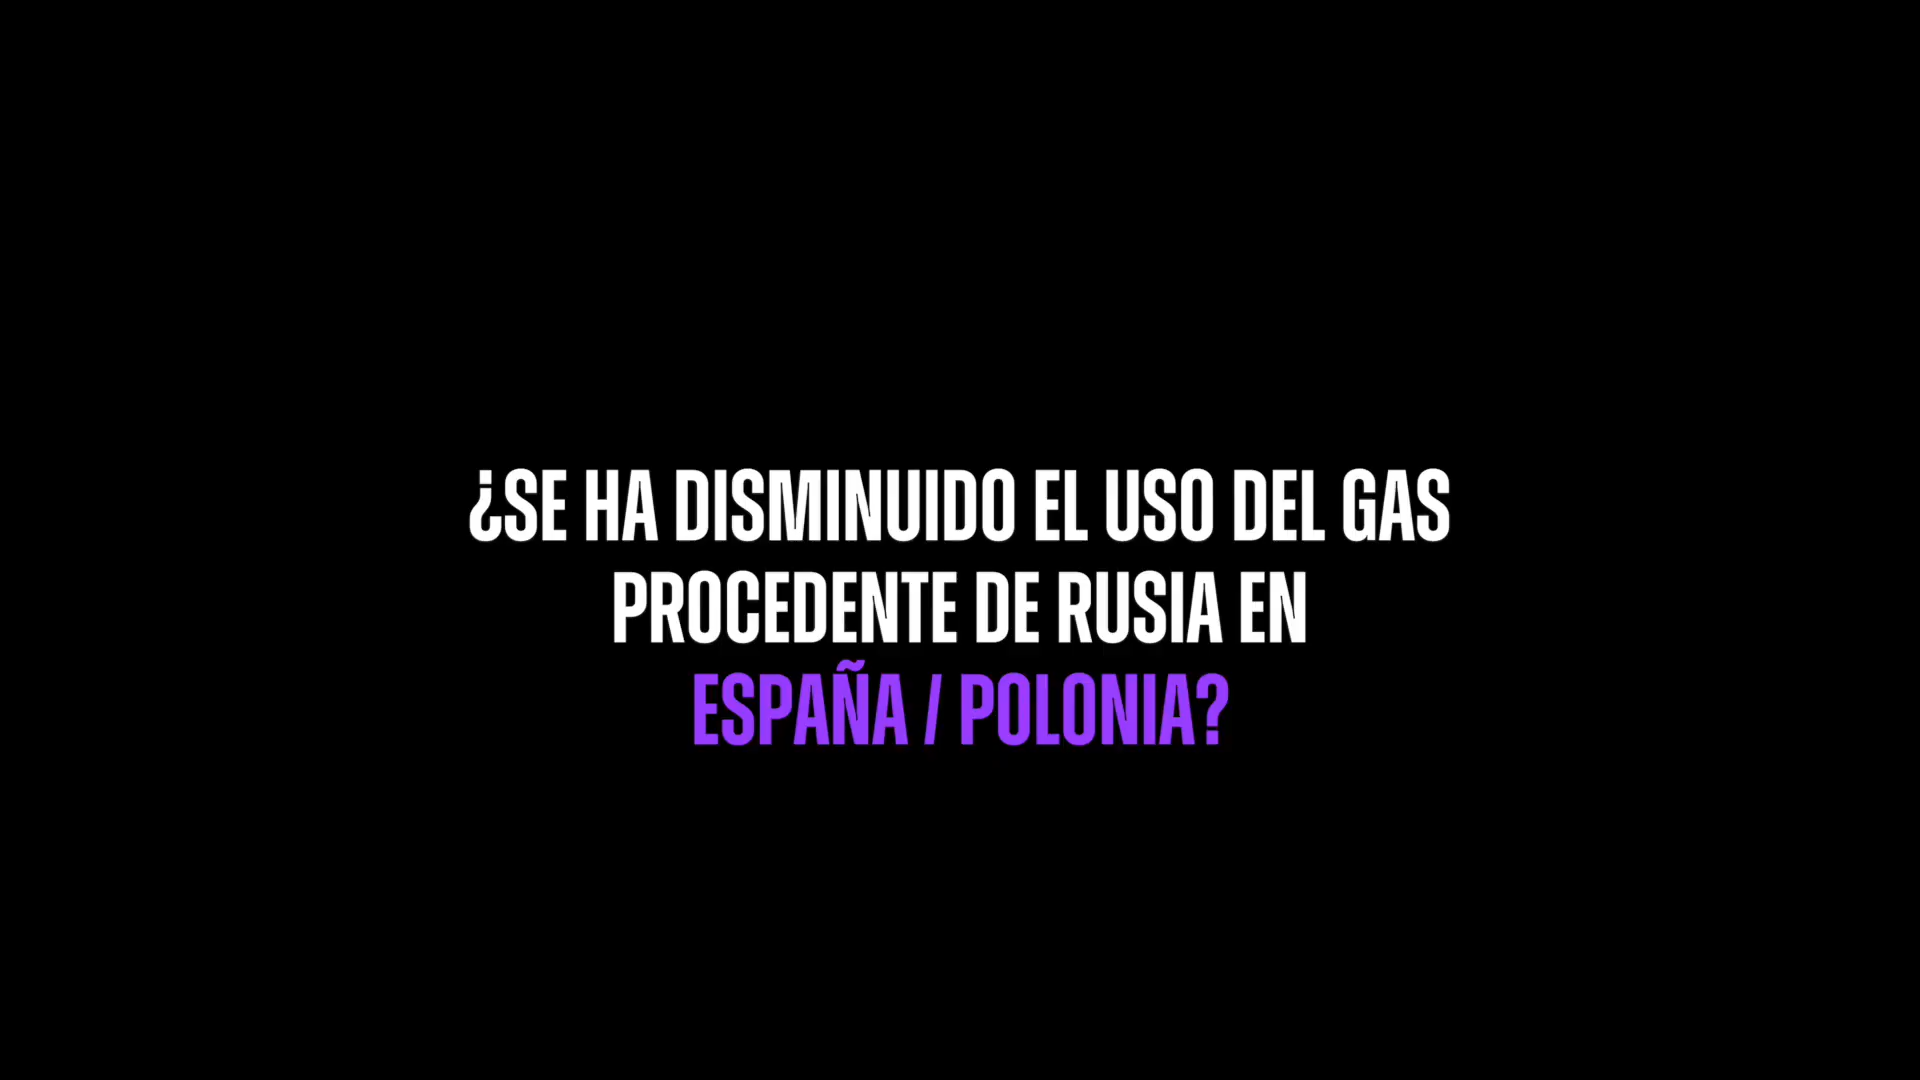 ¿SE HA DISMINUIDO EL USO DEL GAS
PROCEDENTE DE RUSIA EN
ESPAÑA / POLONIA?